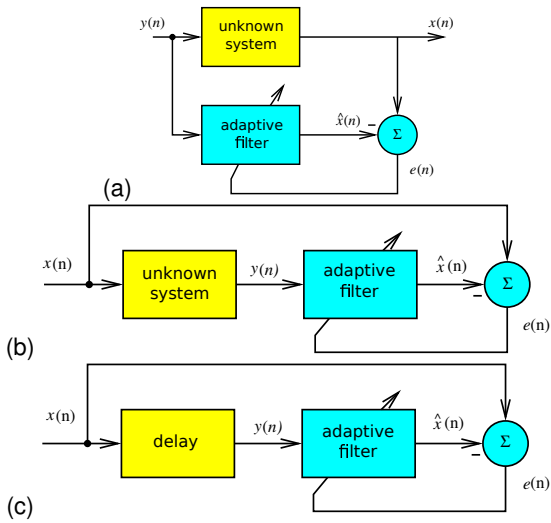 y(n)
unknown
system
x(n)
adaptive
filter
x̂(n)
−
Σ
e(n)
(a)
x(n)
unknown
system
y(n)
adaptive
filter
x̂(n)
−
Σ
e(n)
(b)
x(n)
delay
y(n)
adaptive
filter
x̂(n)
−
Σ
e(n)
(c)